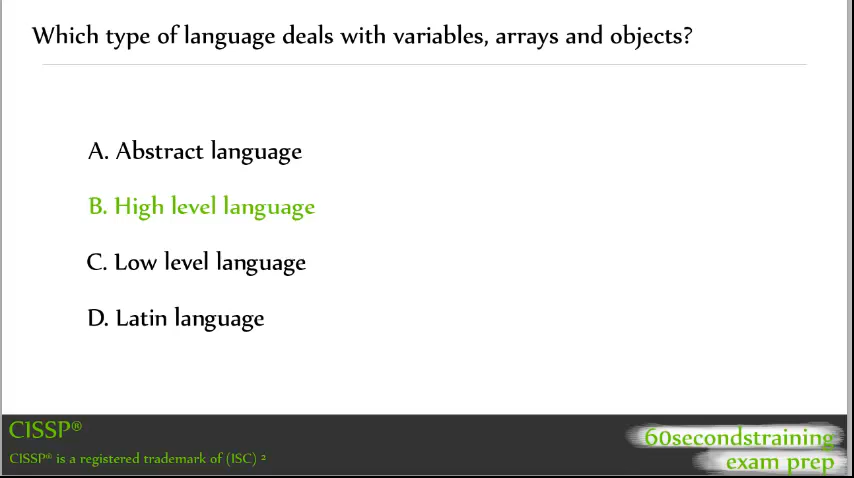 Which type of language deals with variables, arrays and objects?
A. Abstract language
B. High level language
C. Low level language
D. Latin language
CISSP®
CISSP® is a registered trademark of (ISC) ²
60secondstraining
exam prep